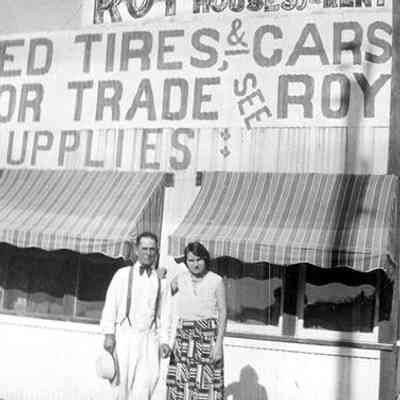 ROY HOUSES FOR RENT
ED TIRES & CARS
OR TRADE SEE ROY
UPPLIES